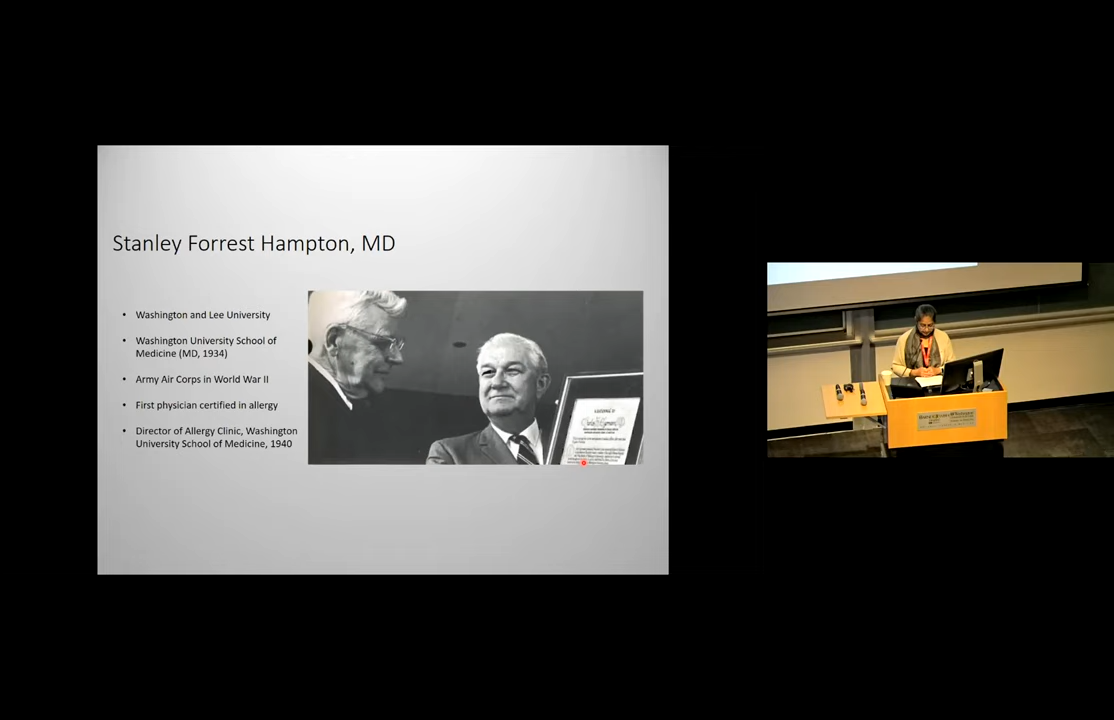 Stanley Forrest Hampton, MD
• Washington and Lee University
• Washington University School of
Medicine (MD, 1934)
• Army Air Corps in World War II
• First physician certified in allergy
• Director of Allergy Clinic, Washington
University School of Medicine, 1940